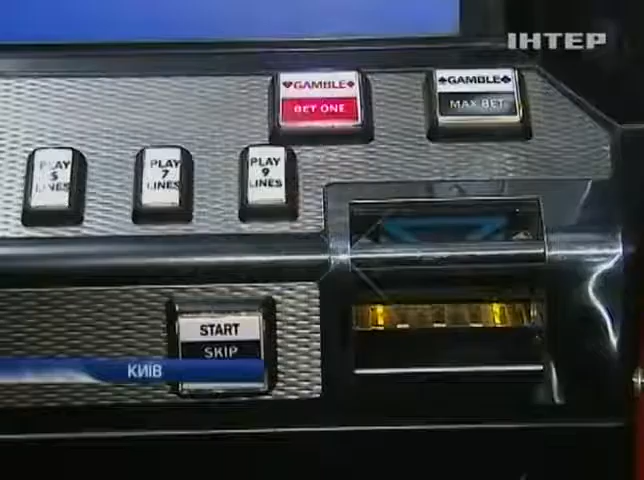 ІНТЕР
♥GAMBLE♦
BET ONE
♠GAMBLE♣
MAX BET
PLAY
5
LINES
PLAY
7
LINES
PLAY
9
LINES
START
SKIP
КИЇВ